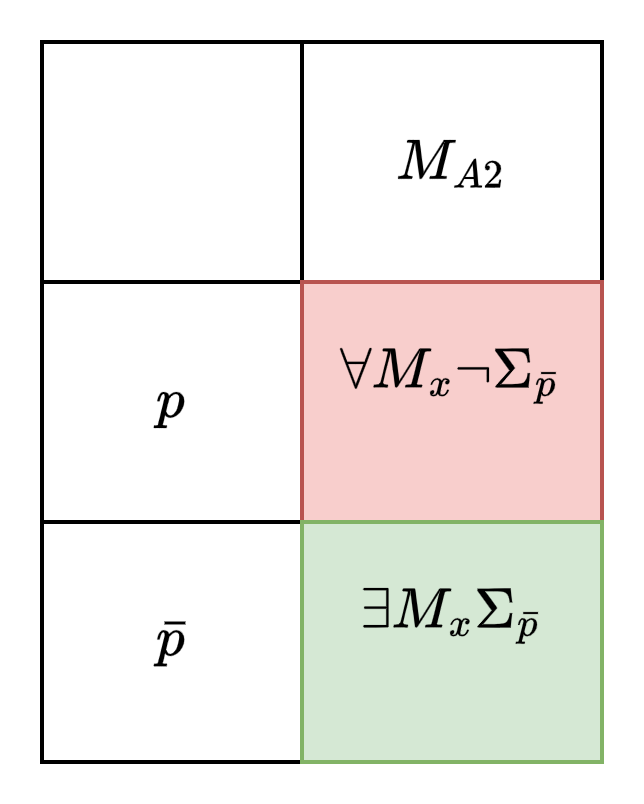 M_{A2}
p
∀M_x¬Σ_{p̄}
p̄
∃M_xΣ_{p̄}